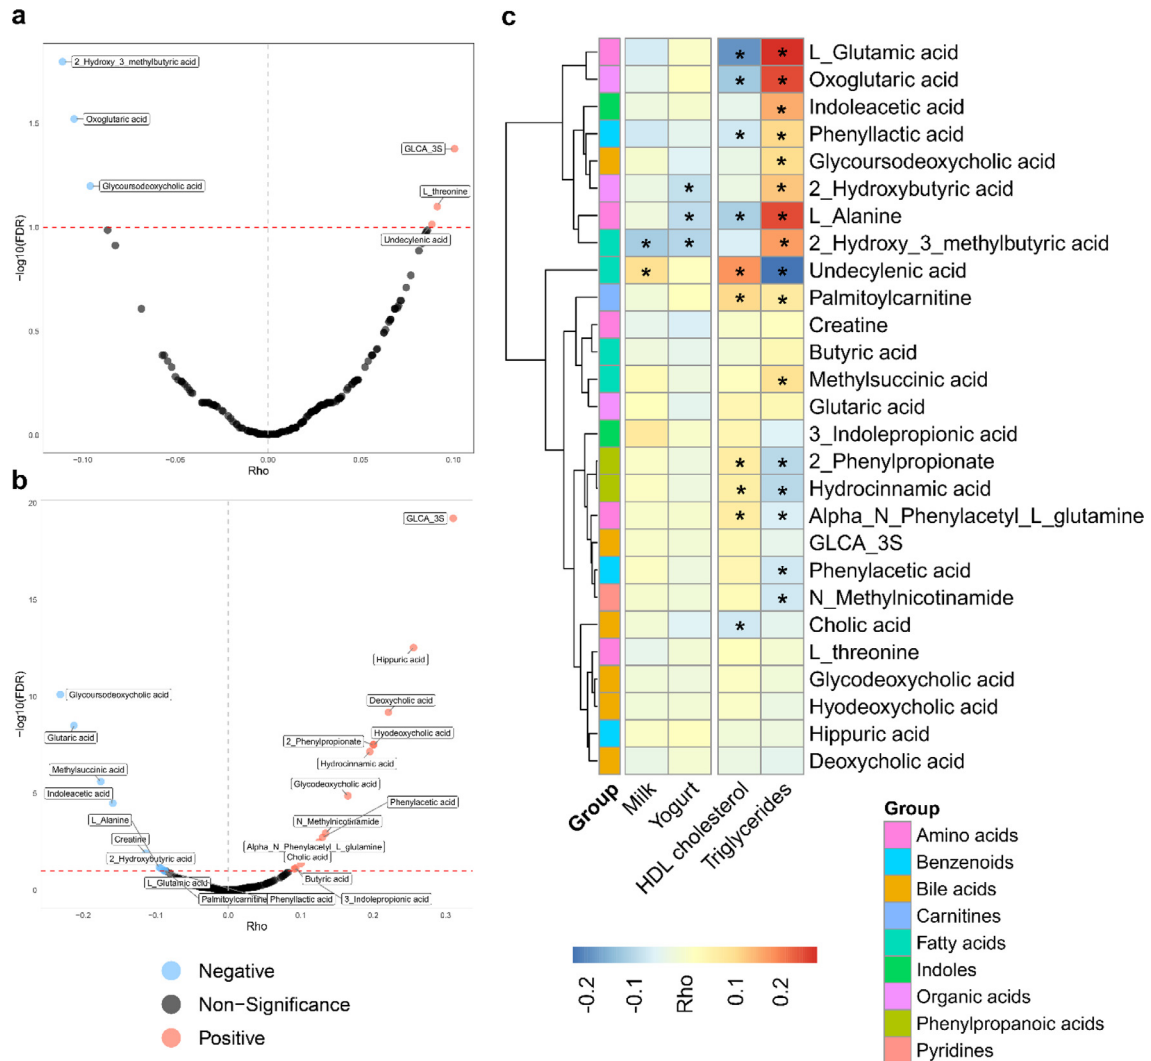 a
2_Hydroxy_3_methylbutyric acid
Oxoglutaric acid
GLCA_3S
Glycoursodeoxycholic acid
L_threonine
Undecylenic acid
1.5
1.0
0.5
0.0
−log10(FDR)
−0.10
−0.05
0.00
0.05
0.10
Rho
b
20
15
10
5
0
−log10(FDR)
GLCA_3S
Hippuric acid
Glycoursodeoxycholic acid
Deoxycholic acid
Glutaric acid
Hyodeoxycholic acid
2_Phenylpropionate
Hydrocinnamic acid
Methylsuccinic acid
Glycodeoxycholic acid
Indoleacetic acid
Phenylacetic acid
L_Alanine
N_Methylnicotinamide
Creatine
Alpha_N_Phenylacetyl_L_glutamine
2_Hydroxybutyric acid
Cholic acid
L_Glutamic acid
Butyric acid
Palmitoylcarnitine
Phenyllactic acid
3_Indolepropionic acid
−0.2
−0.1
0.0
0.1
0.2
0.3
Rho
Negative
Non−Significance
Positive
c
* * L_Glutamic acid
* * Oxoglutaric acid
* Indoleacetic acid
* * Phenyllactic acid
* Glycoursodeoxycholic acid
* * 2_Hydroxybutyric acid
* * * L_Alanine
* * * 2_Hydroxy_3_methylbutyric acid
* * * Undecylenic acid
* * Palmitoylcarnitine
Creatine
Butyric acid
* Methylsuccinic acid
Glutaric acid
3_Indolepropionic acid
* * 2_Phenylpropionate
* * Hydrocinnamic acid
* * Alpha_N_Phenylacetyl_L_glutamine
GLCA_3S
* Phenylacetic acid
* N_Methylnicotinamide
* Cholic acid
L_threonine
Glycodeoxycholic acid
Hyodeoxycholic acid
Hippuric acid
Deoxycholic acid
Group
Milk
Yogurt
HDL cholesterol
Triglycerides
-0.2
-0.1
Rho
0.1
0.2
Group
Amino acids
Benzenoids
Bile acids
Carnitines
Fatty acids
Indoles
Organic acids
Phenylpropanoic acids
Pyridines